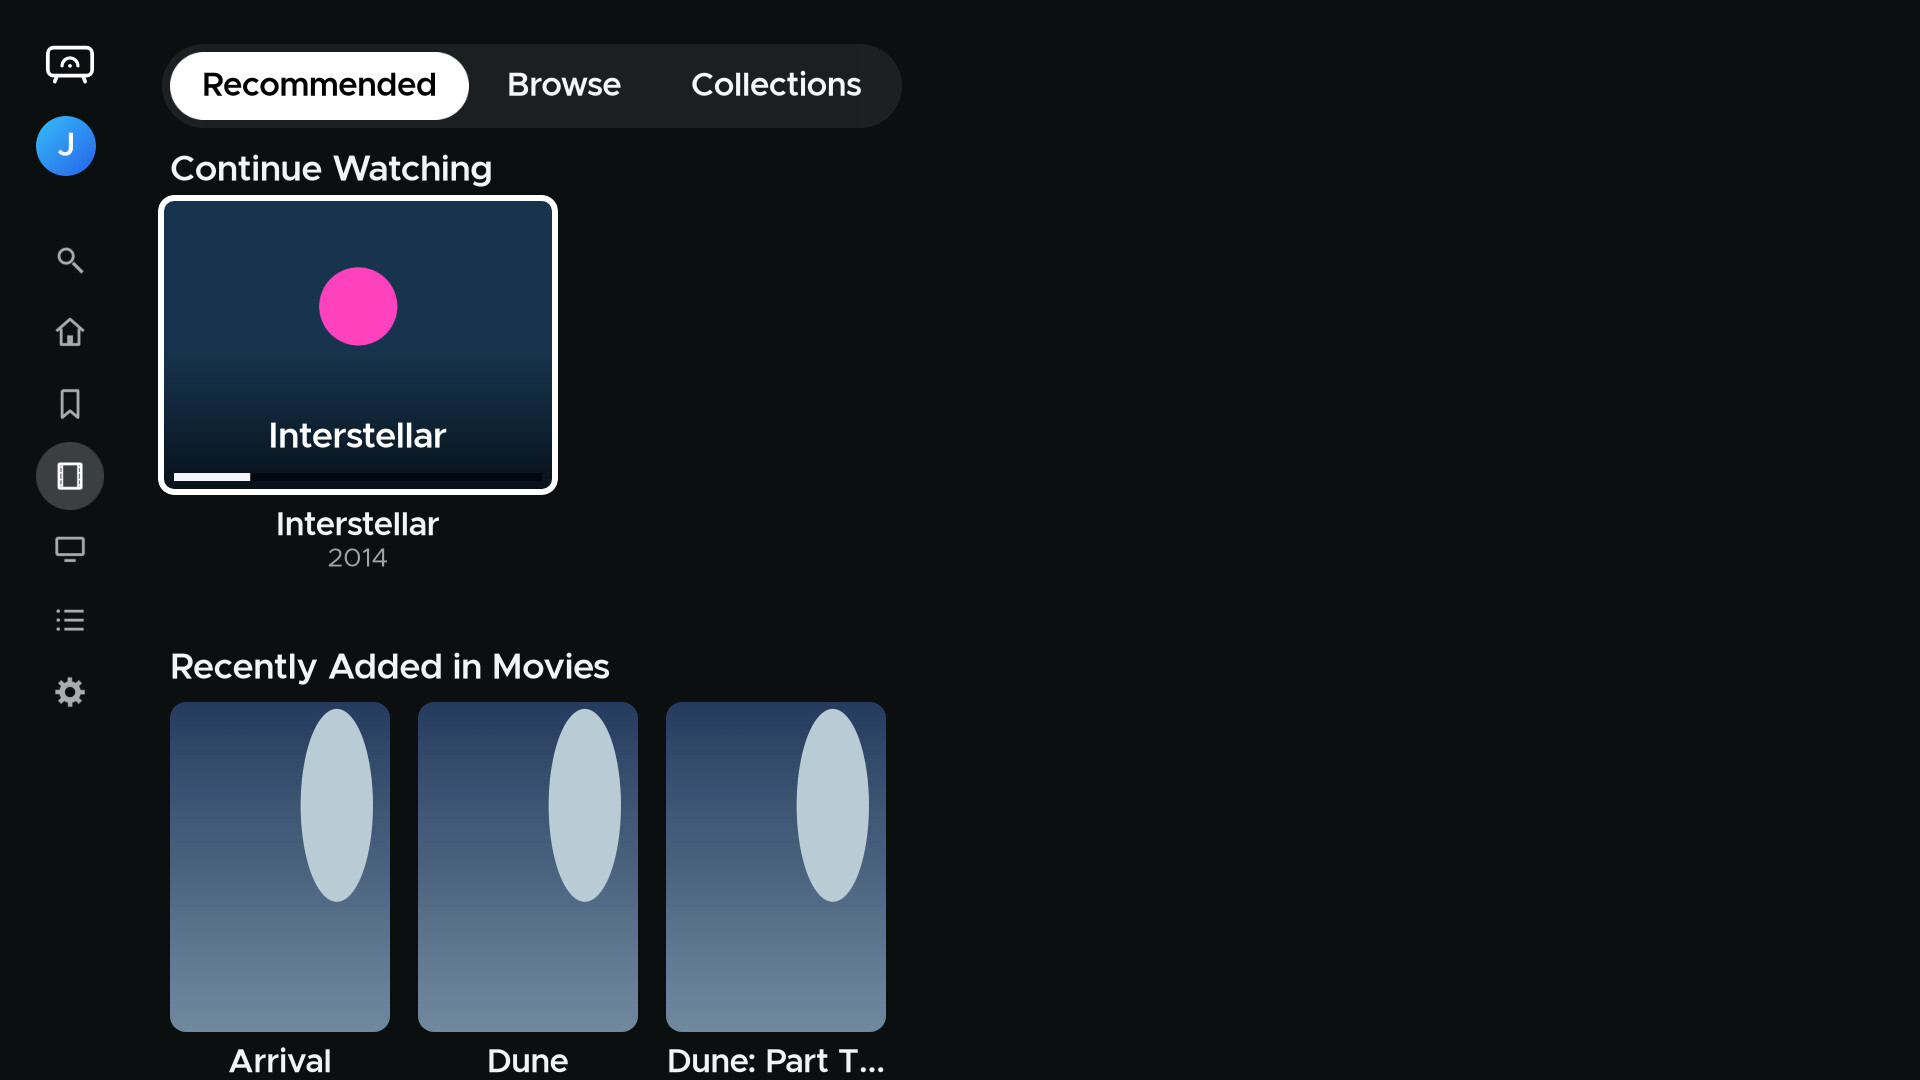 Recommended Browse Collections
J
Continue Watching
Interstellar
Interstellar
2014
Recently Added in Movies
Arrival Dune Dune: Part T...